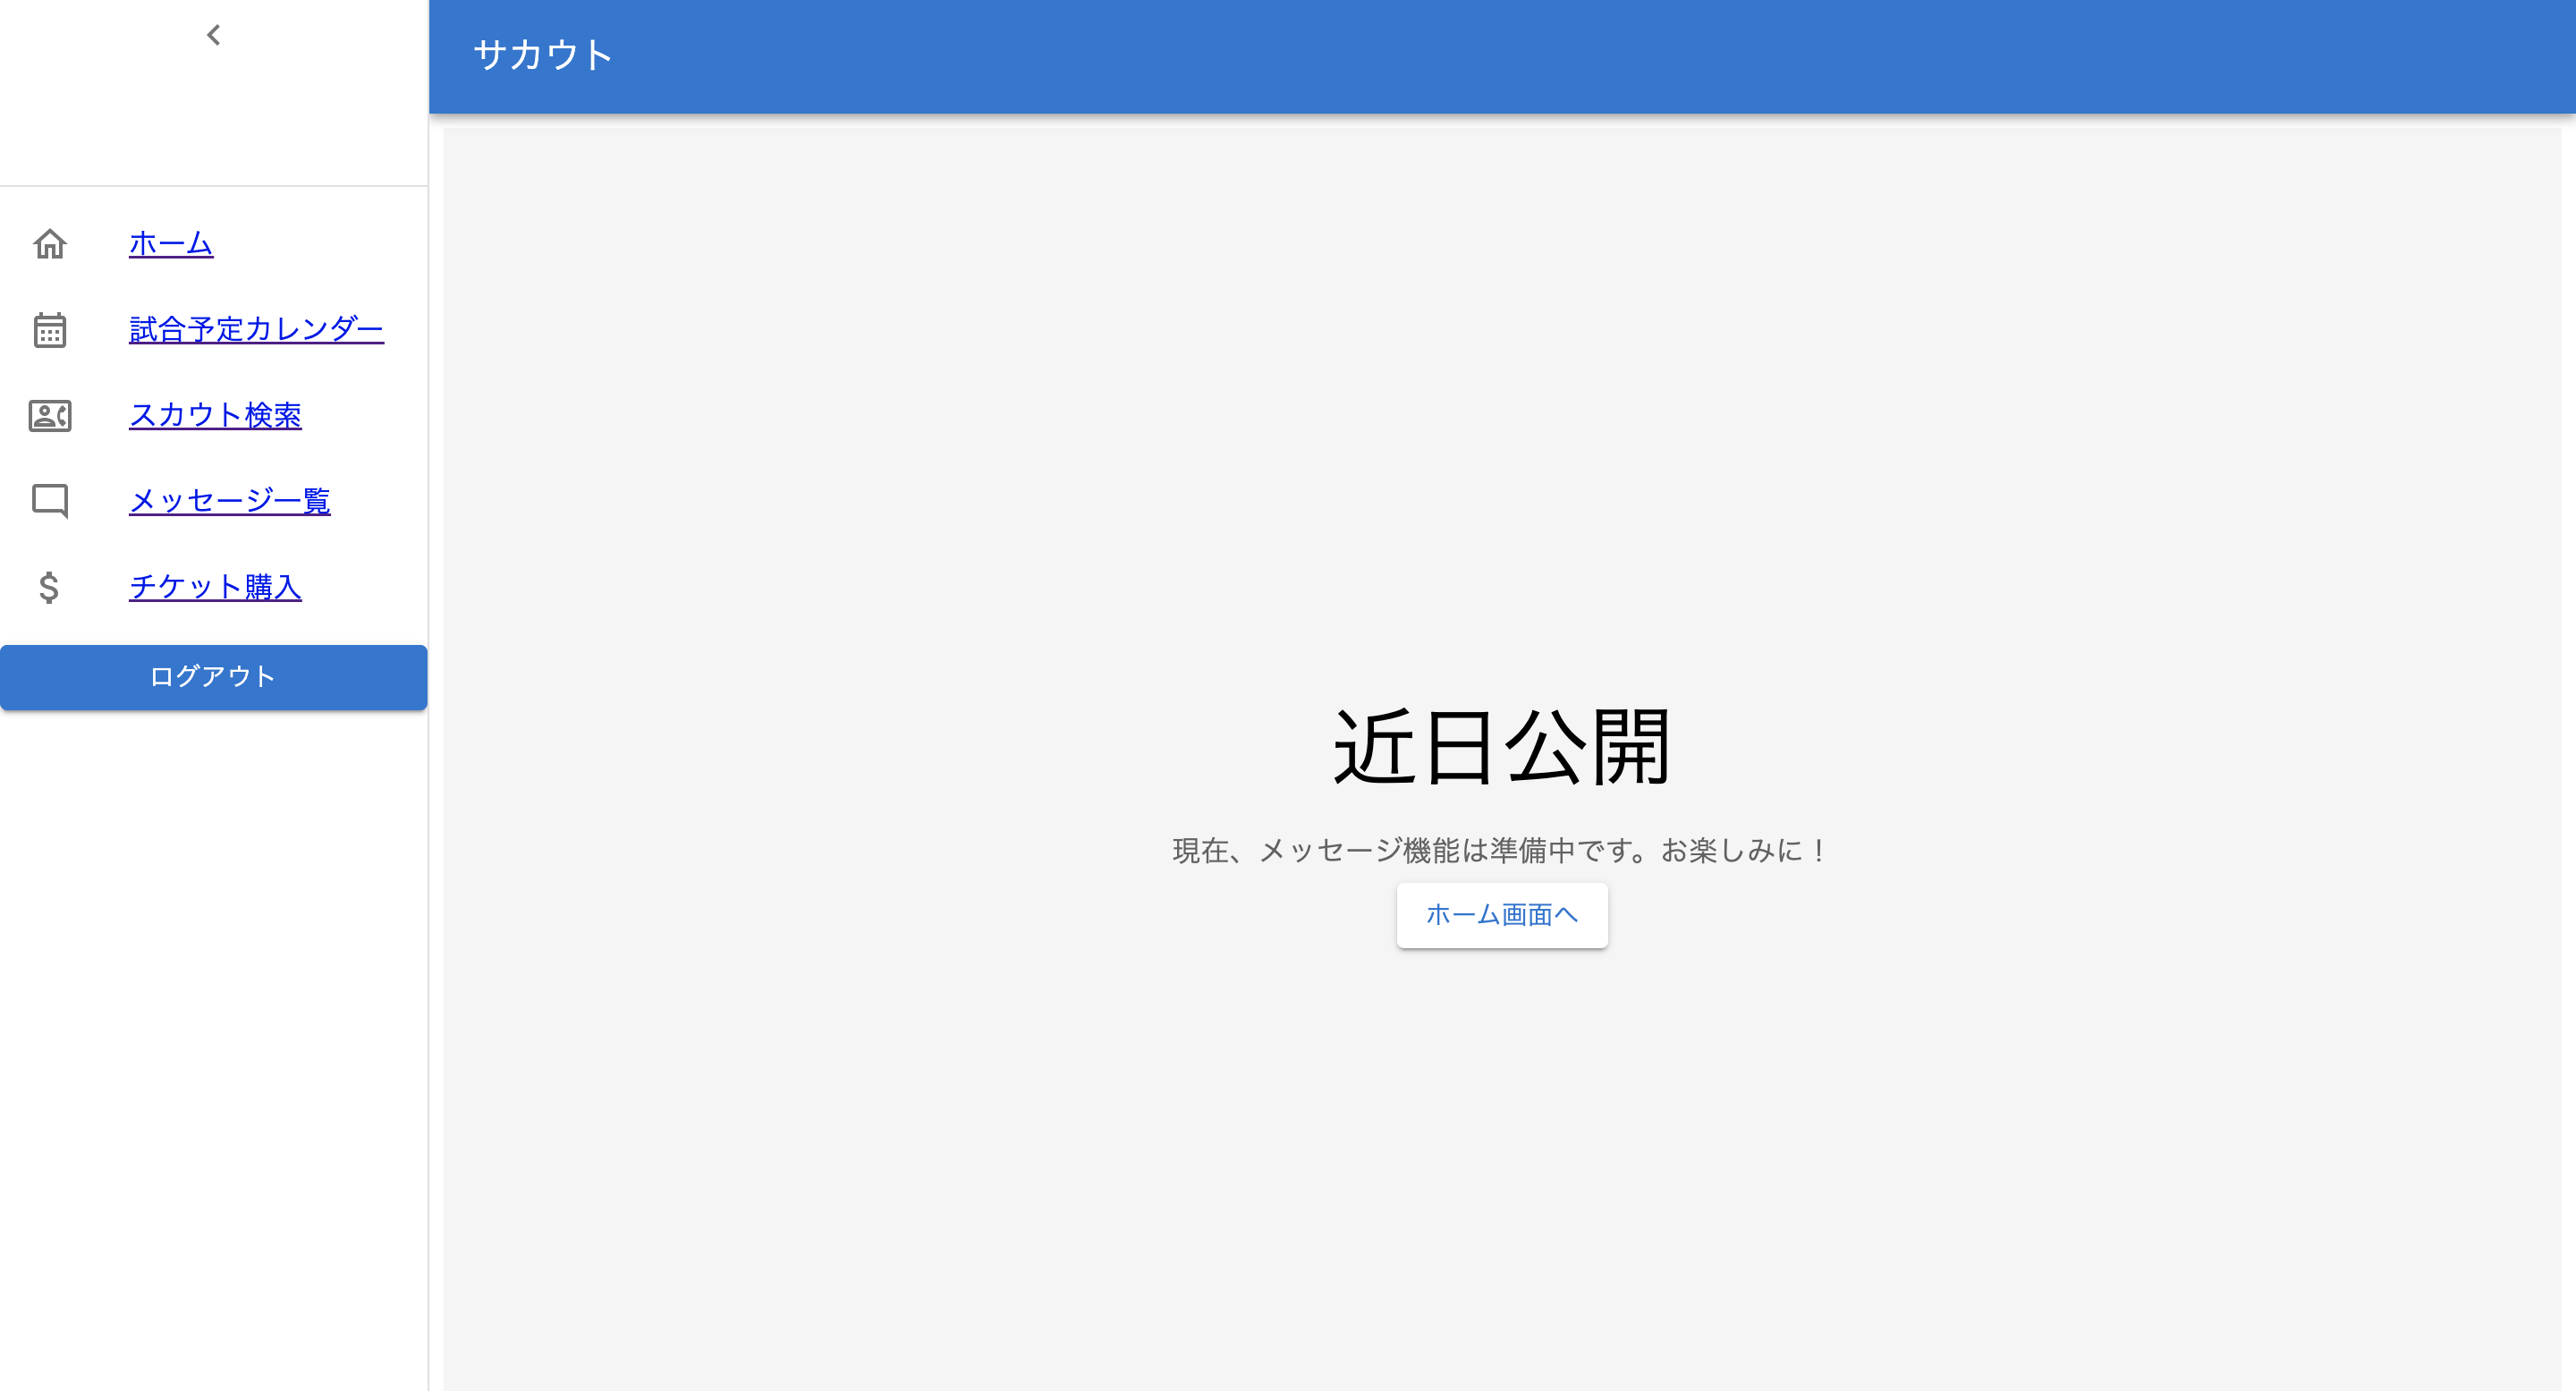 サカウト
ホーム
試合予定カレンダー
スカウト検索
メッセージ一覧
チケット購入
ログアウト
近日公開
現在、メッセージ機能は準備中です。お楽しみに！
ホーム画面へ